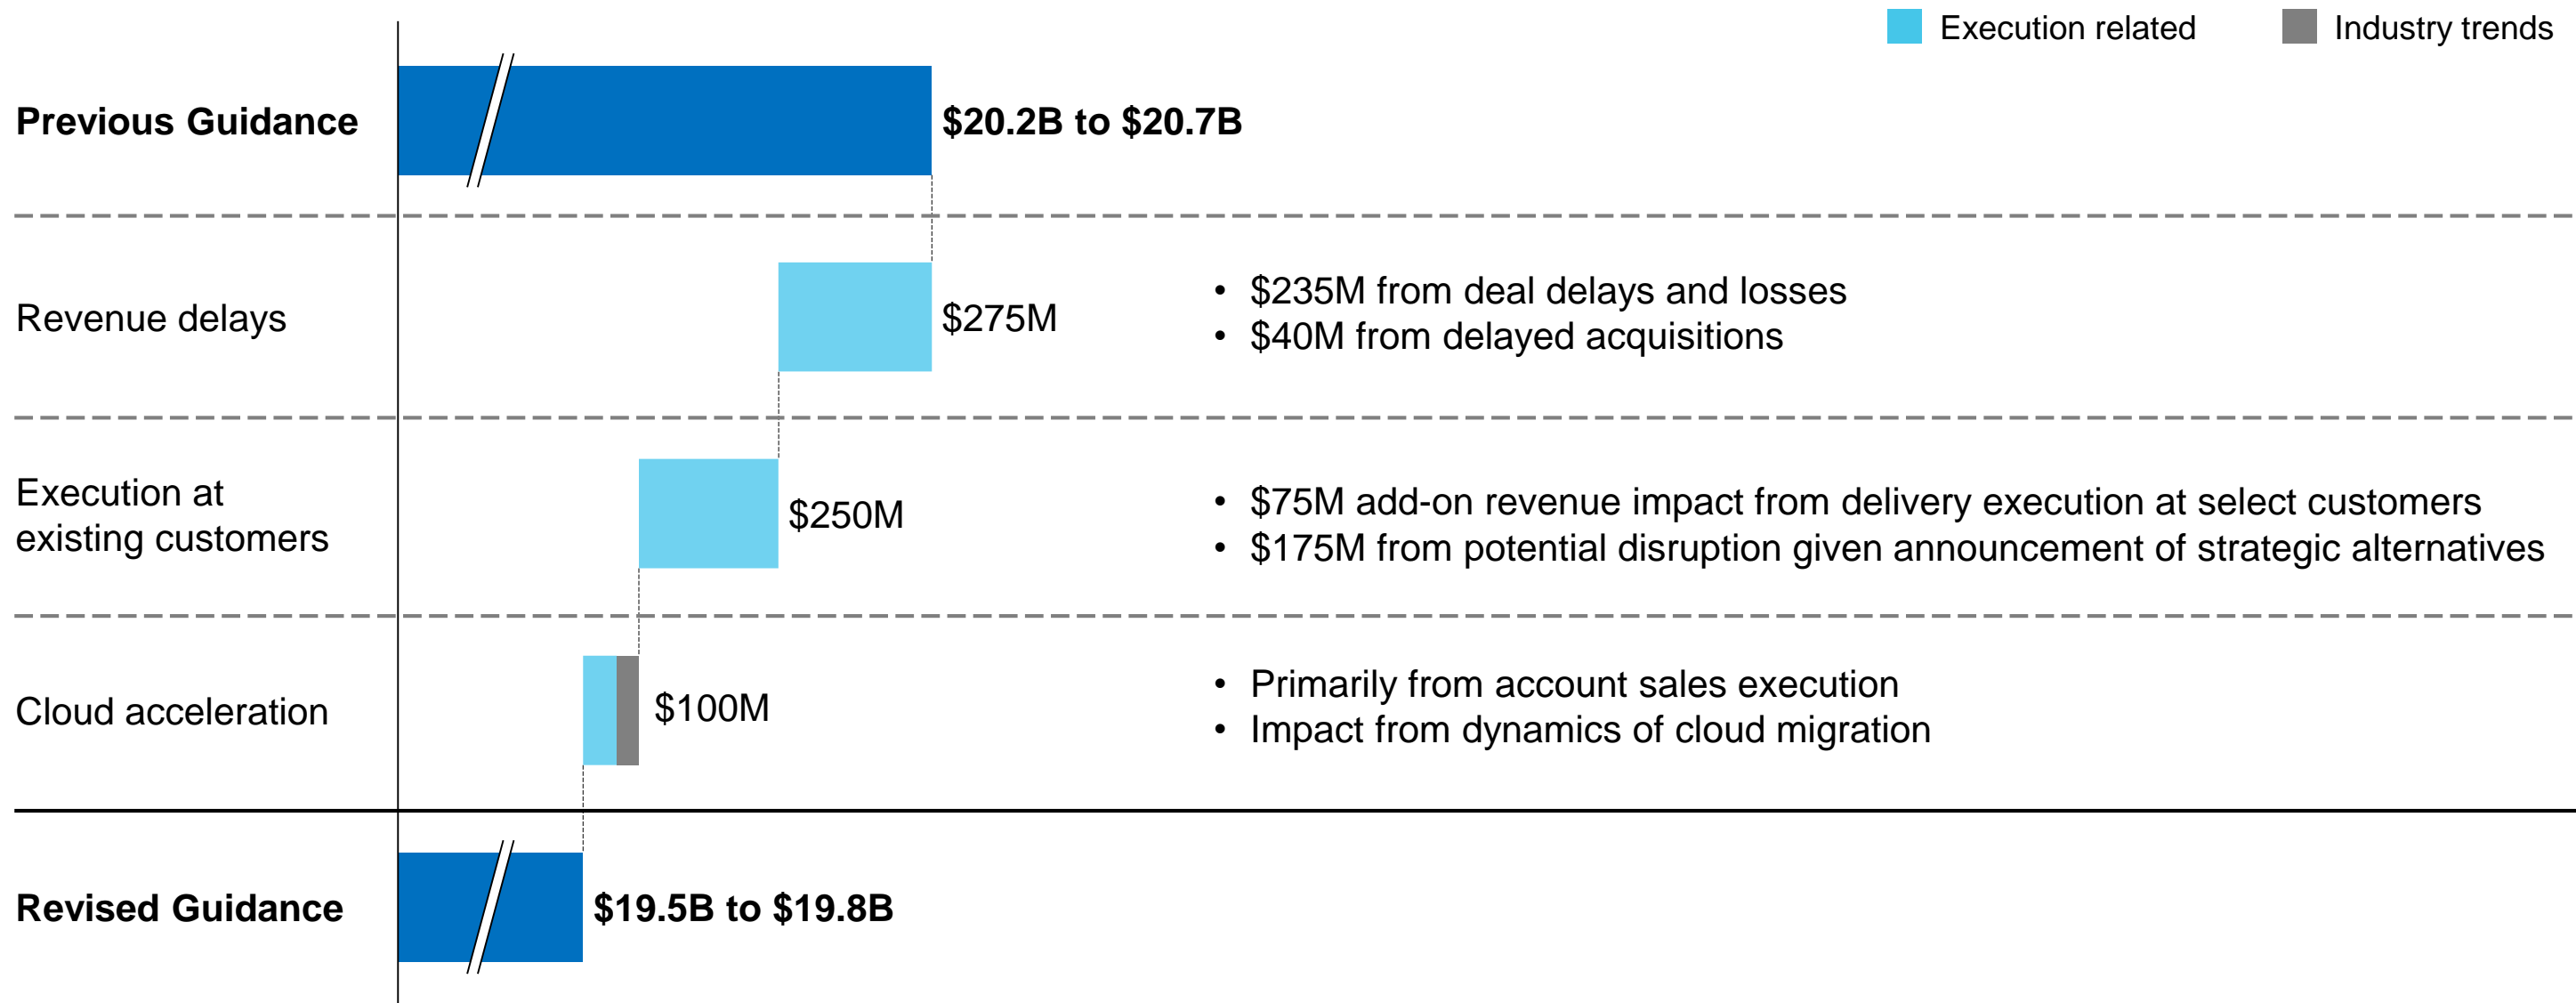 Execution related
Industry trends
Previous Guidance
$20.2B to $20.7B
Revenue delays
$275M
• $235M from deal delays and losses
• $40M from delayed acquisitions
Execution at
existing customers
$250M
• $75M add-on revenue impact from delivery execution at select customers
• $175M from potential disruption given announcement of strategic alternatives
Cloud acceleration
$100M
• Primarily from account sales execution
• Impact from dynamics of cloud migration
Revised Guidance
$19.5B to $19.8B